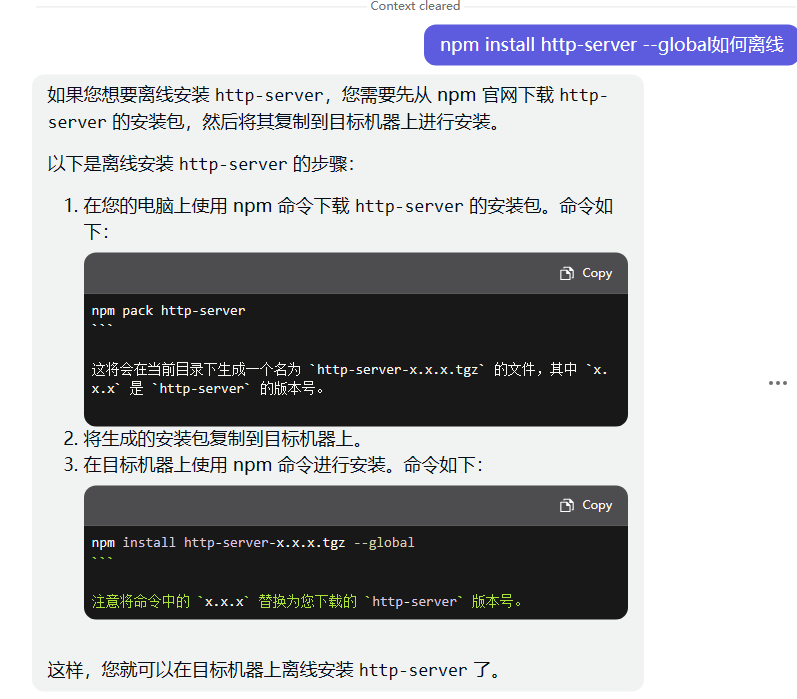 Context cleared
npm install http-server --global如何离线
如果您想要离线安装 http-server，您需要先从 npm 官网下载 http-
server 的安装包，然后将其复制到目标机器上进行安装。
以下是离线安装 http-server 的步骤：
1. 在您的电脑上使用 npm 命令下载 http-server 的安装包。命令如
下：
Copy
npm pack http-server
```
这将会在当前目录下生成一个名为 `http-server-x.x.x.tgz` 的文件，其中 `x.
x.x` 是 `http-server` 的版本号。
2. 将生成的安装包复制到目标机器上。
3. 在目标机器上使用 npm 命令进行安装。命令如下：
Copy
npm install http-server-x.x.x.tgz --global
```
注意将命令中的 `x.x.x` 替换为您下载的 `http-server` 版本号。
这样，您就可以在目标机器上离线安装 http-server 了。